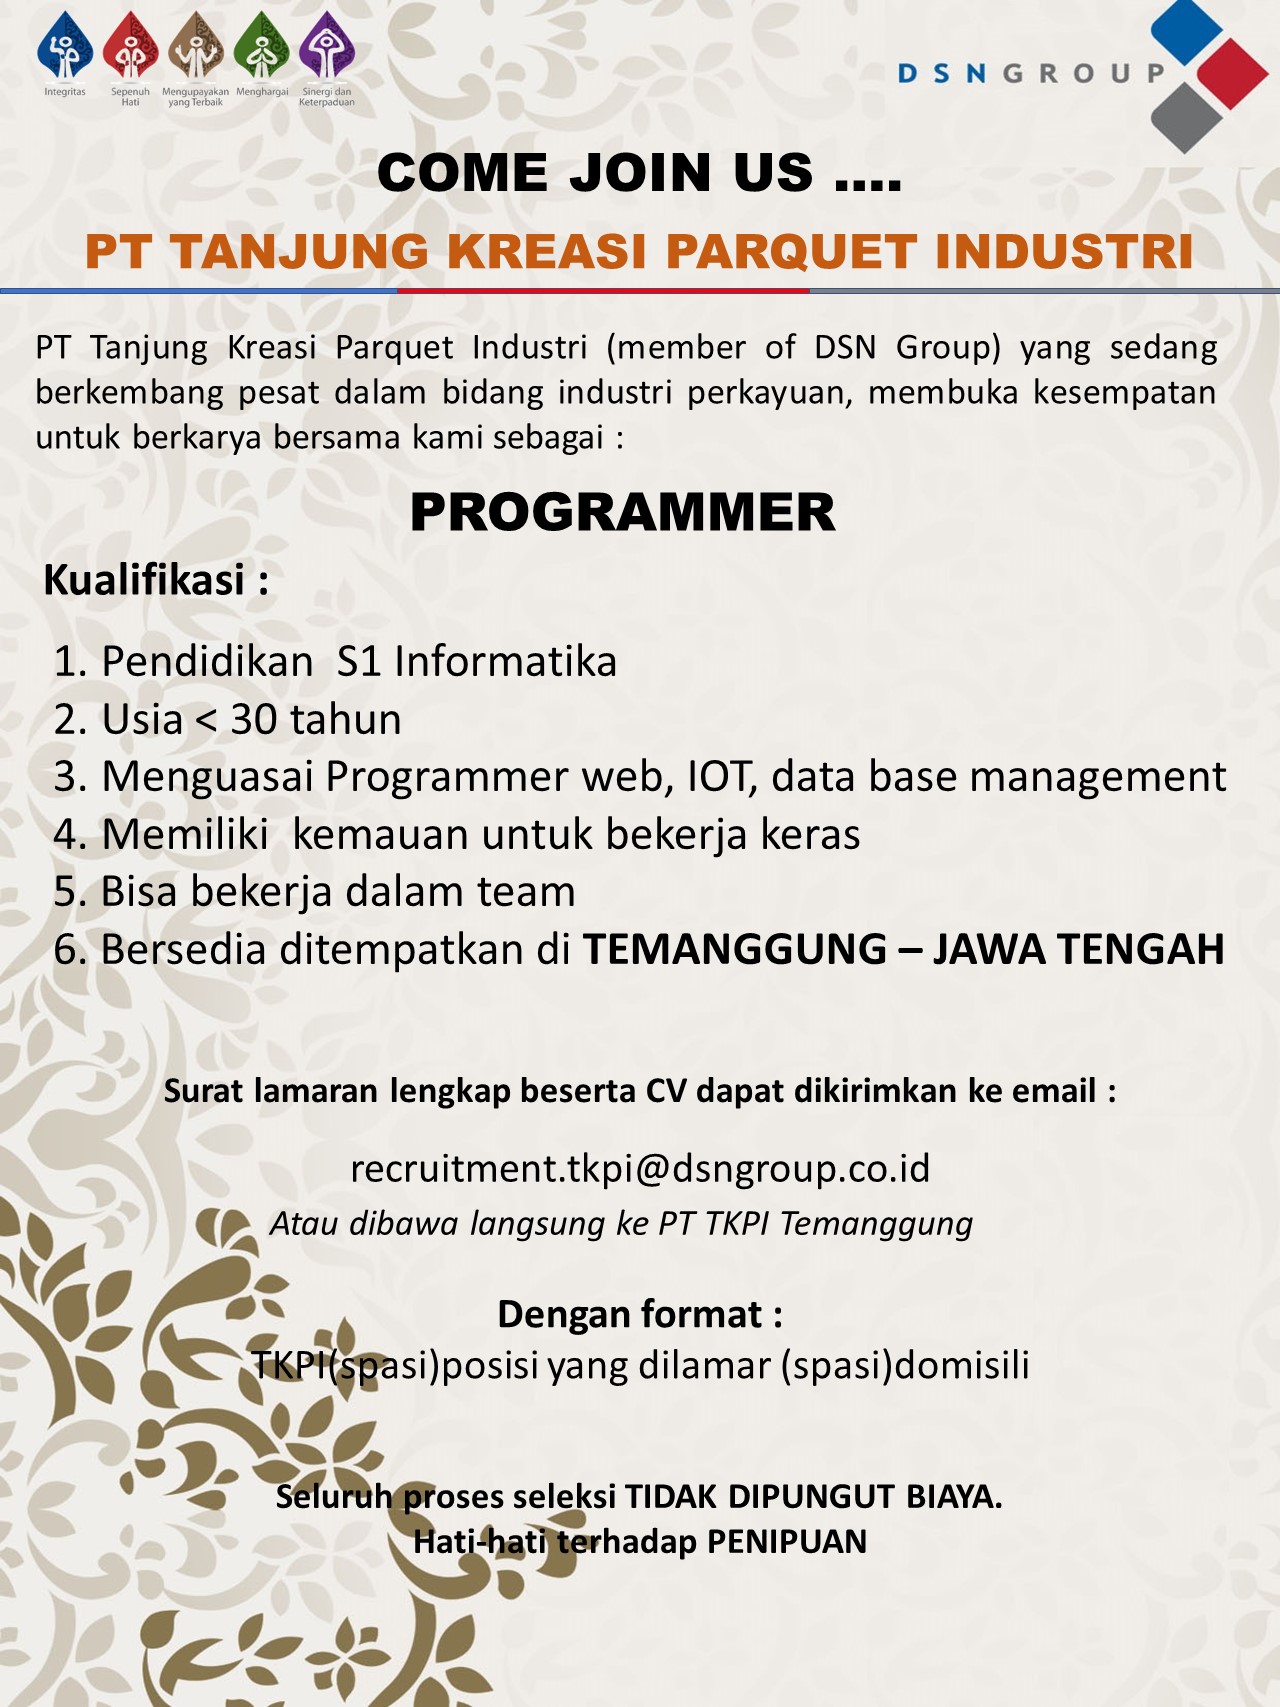 Integritas
Sepenuh
Hati
Mengupayakan
yang Terbaik
Menghargai
Sinergi dan
Keterpaduan
DSNGROUP
COME JOIN US ....
PT TANJUNG KREASI PARQUET INDUSTRI
PT Tanjung Kreasi Parquet Industri (member of DSN Group) yang sedang
berkembang pesat dalam bidang industri perkayuan, membuka kesempatan
untuk berkarya bersama kami sebagai :
PROGRAMMER
Kualifikasi :
1. Pendidikan S1 Informatika
2. Usia < 30 tahun
3. Menguasai Programmer web, IOT, data base management
4. Memiliki kemauan untuk bekerja keras
5. Bisa bekerja dalam team
6. Bersedia ditempatkan di TEMANGGUNG – JAWA TENGAH
Surat lamaran lengkap beserta CV dapat dikirimkan ke email :
recruitment.tkpi@dsngroup.co.id
Atau dibawa langsung ke PT TKPI Temanggung
Dengan format :
TKPI(spasi)posisi yang dilamar (spasi)domisili
Seluruh proses seleksi TIDAK DIPUNGUT BIAYA.
Hati-hati terhadap PENIPUAN